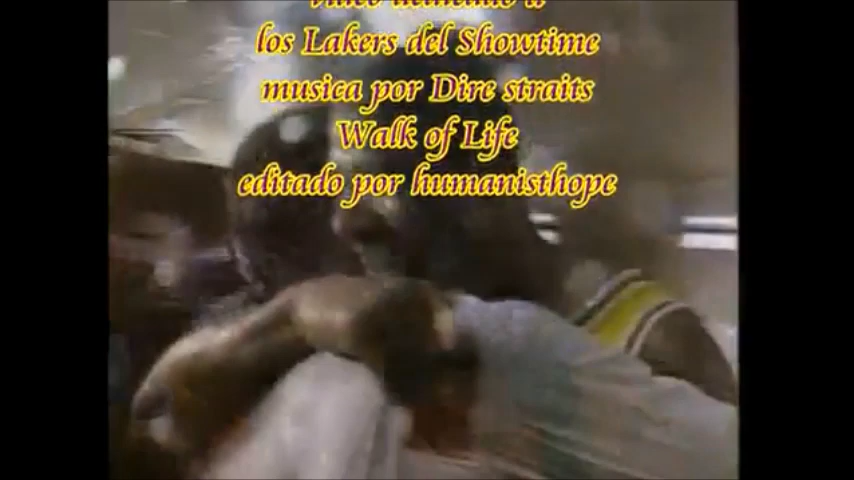 los Lakers del Showtime
musica por Dire straits
Walk of Life
editado por humanisthope